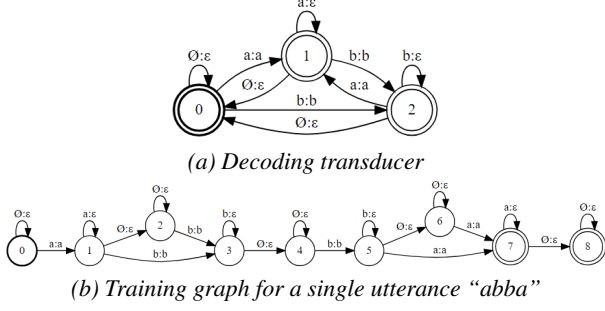 a:ε
1
Ø:ε
a:a
b:b
b:ε
Ø:ε
a:a
0
b:b
2
Ø:ε
(a) Decoding transducer
Ø:ε
Ø:ε
Ø:ε
a:ε
2
b:ε
Ø:ε
b:ε
6
a:ε
Ø:ε
Ø:ε
b:b
Ø:ε
a:a
0
a:a
1
3
Ø:ε
4
b:b
5
7
Ø:ε
8
b:b
a:a
(b) Training graph for a single utterance “abba”